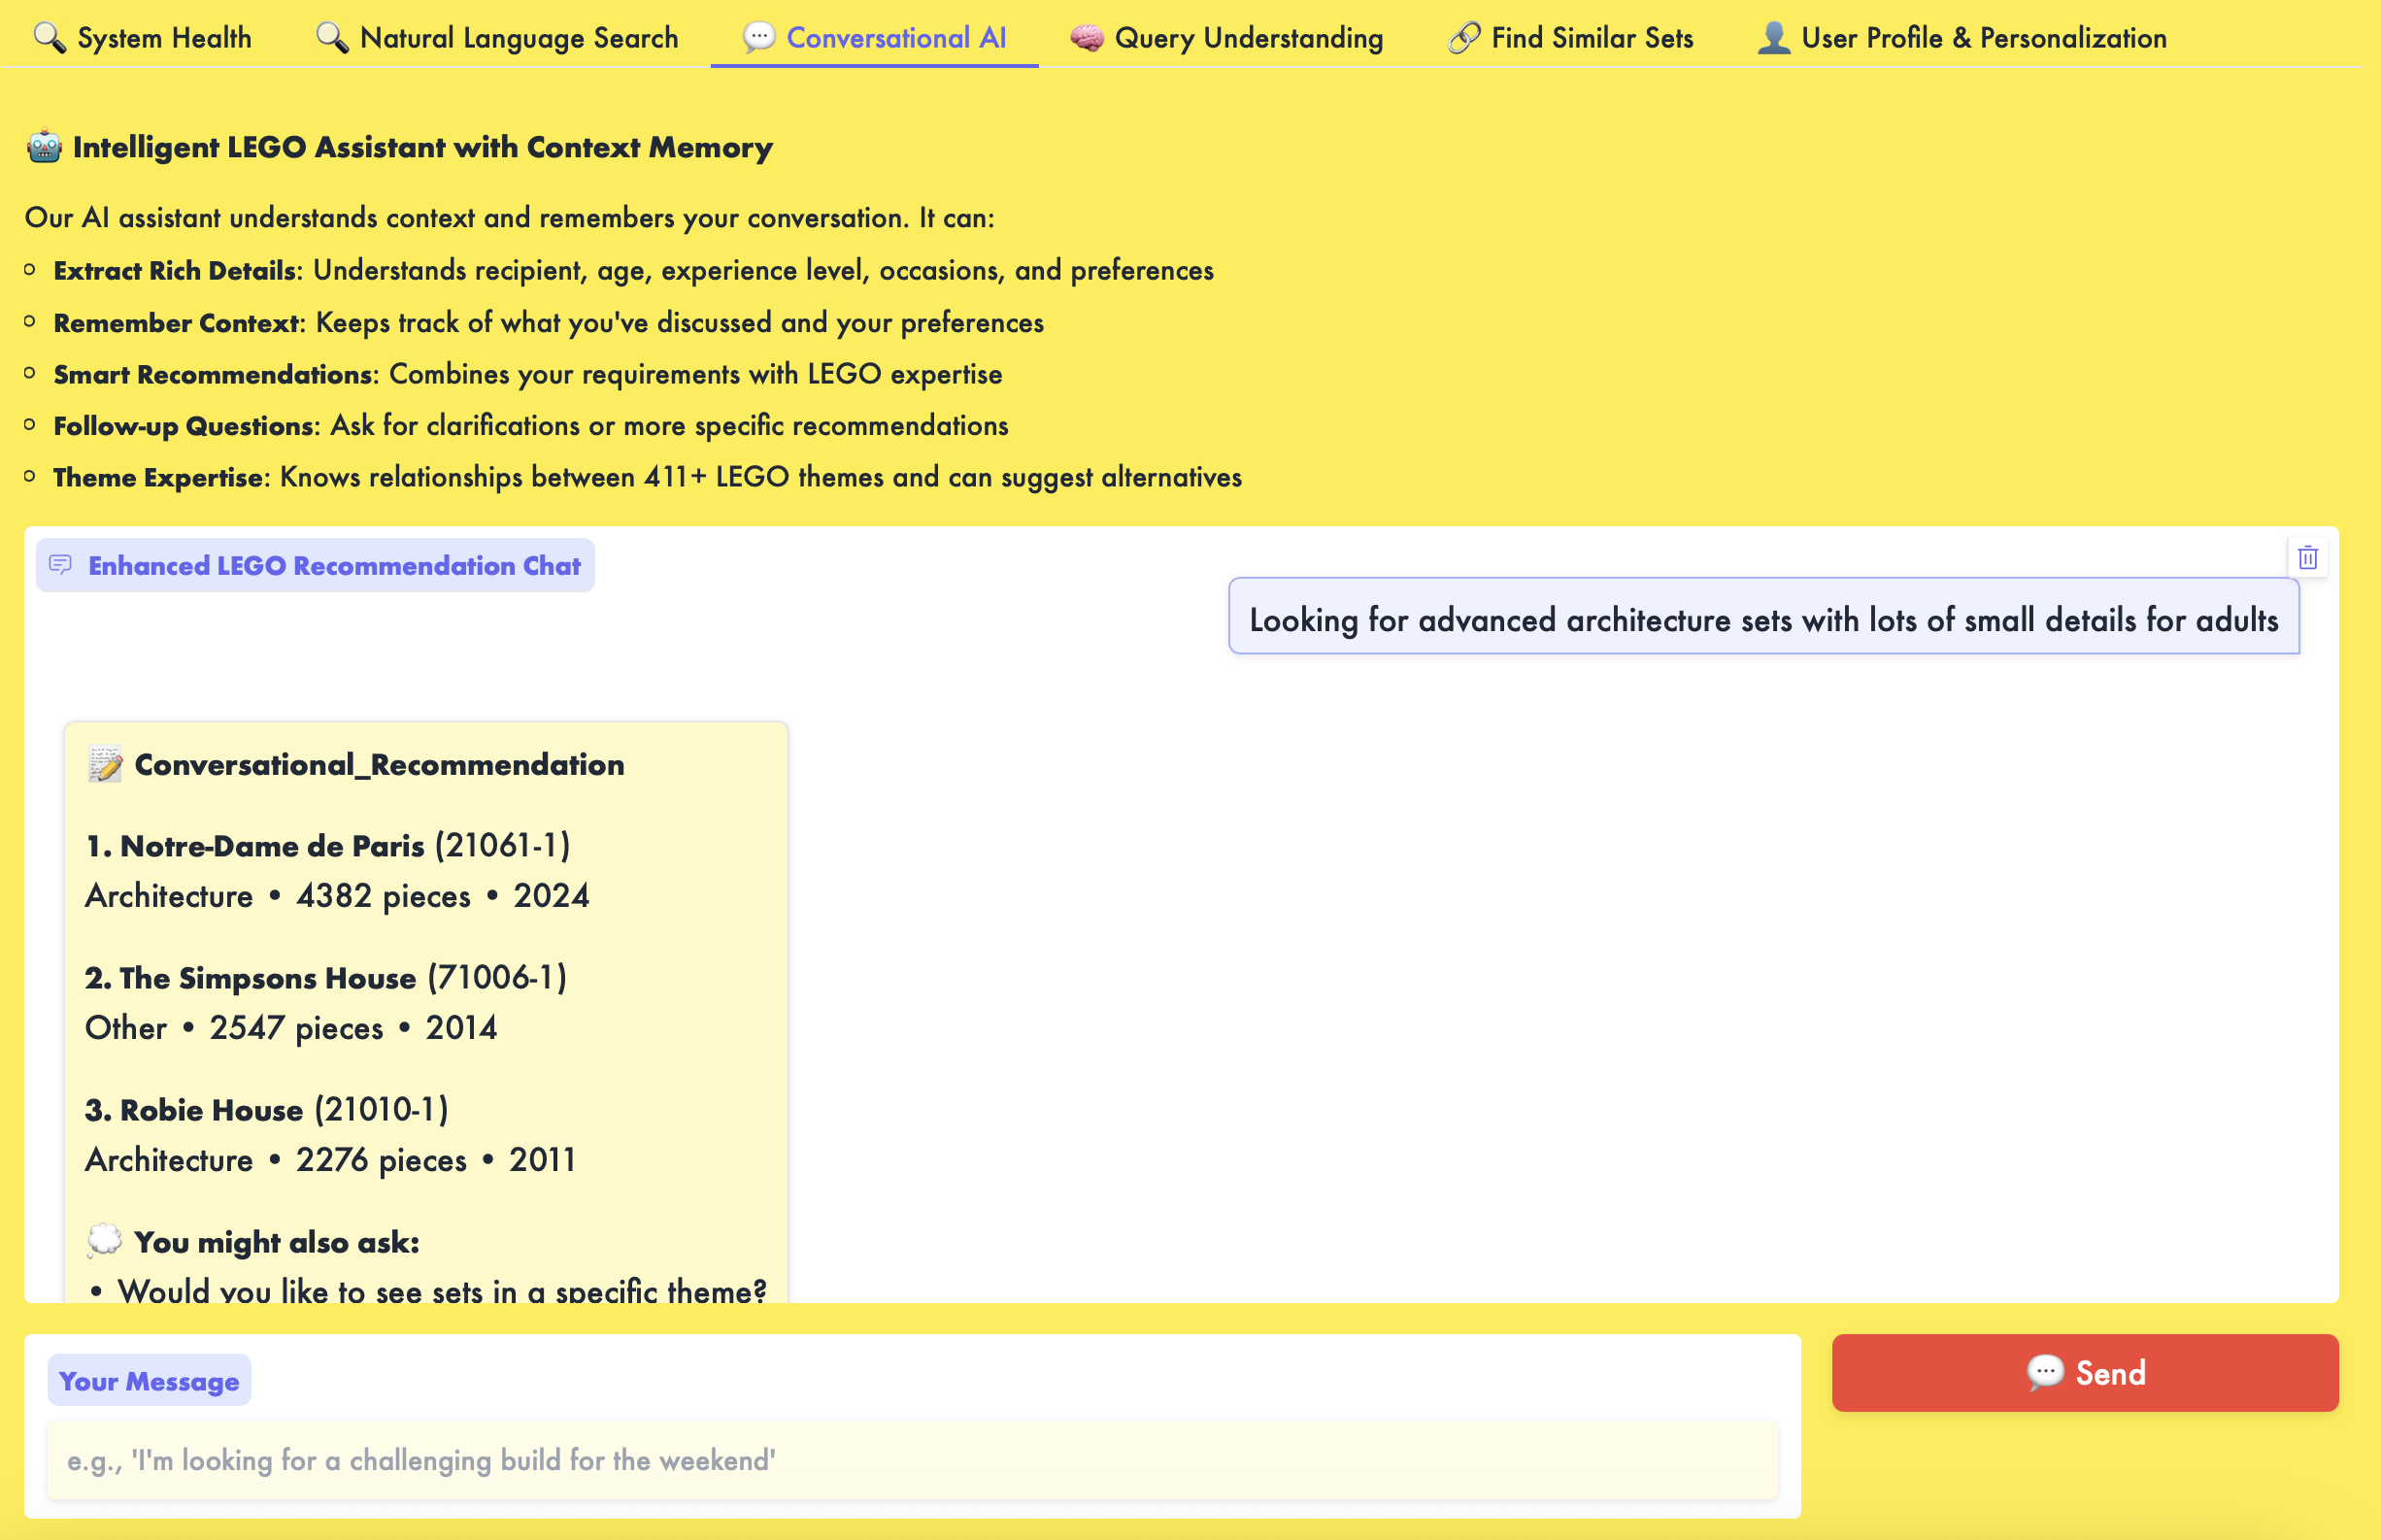 🔍 System Health
🔍 Natural Language Search
💬 Conversational AI
🧠 Query Understanding
🔗 Find Similar Sets
👤 User Profile & Personalization
🤖 Intelligent LEGO Assistant with Context Memory
Our AI assistant understands context and remembers your conversation. It can:
Extract Rich Details: Understands recipient, age, experience level, occasions, and preferences
Remember Context: Keeps track of what you've discussed and your preferences
Smart Recommendations: Combines your requirements with LEGO expertise
Follow-up Questions: Ask for clarifications or more specific recommendations
Theme Expertise: Knows relationships between 411+ LEGO themes and can suggest alternatives
Enhanced LEGO Recommendation Chat
Looking for advanced architecture sets with lots of small details for adults
📝 Conversational_Recommendation
1. Notre-Dame de Paris (21061-1)
Architecture • 4382 pieces • 2024
2. The Simpsons House (71006-1)
Other • 2547 pieces • 2014
3. Robie House (21010-1)
Architecture • 2276 pieces • 2011
💭 You might also ask:
• Would you like to see sets in a specific theme?
Your Message
e.g., 'I'm looking for a challenging build for the weekend'
💬 Send